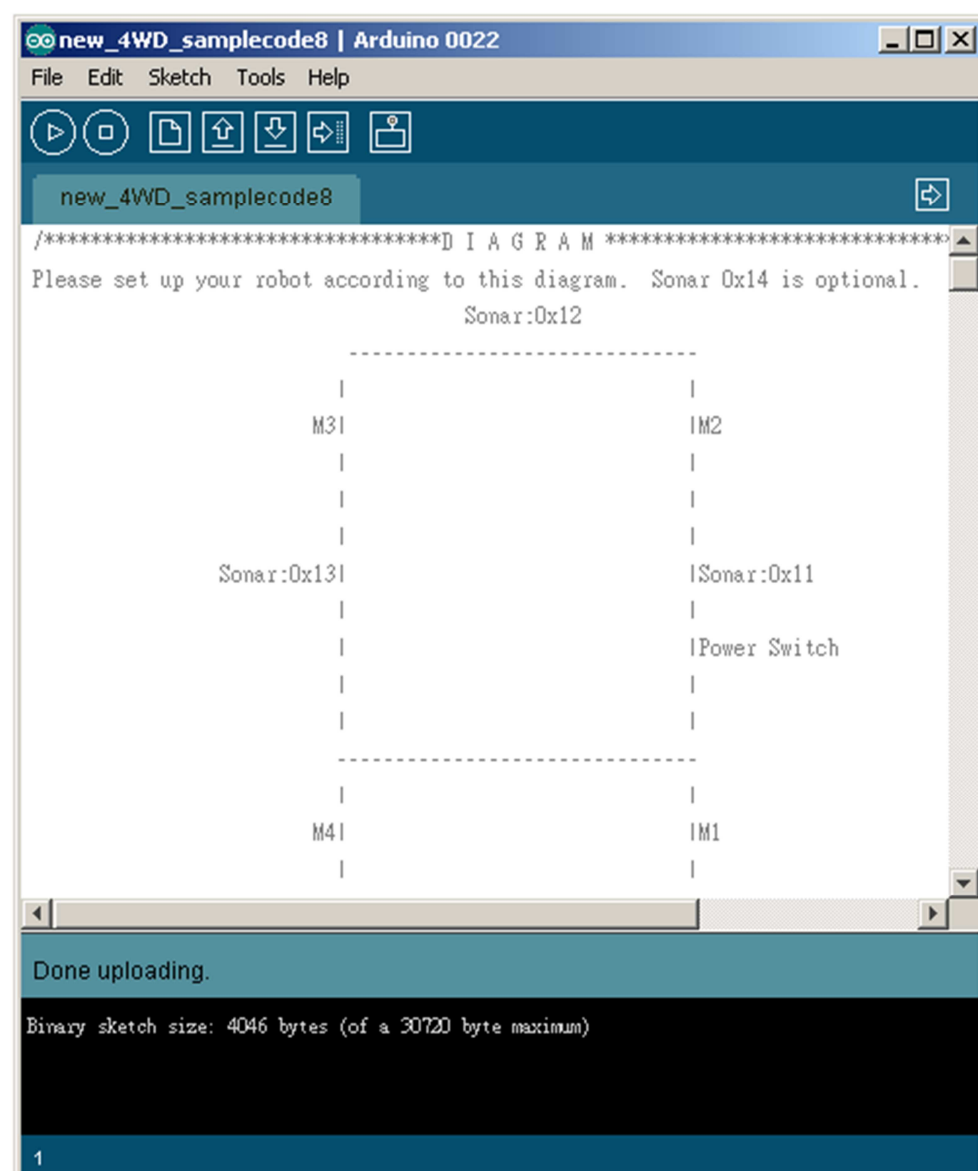 new_4WD_samplecode8 | Arduino 0022
File Edit Sketch Tools Help
new_4WD_samplecode8
/**********************************D I A G R A M *****************************
Please set up your robot according to this diagram.  Sonar 0x14 is optional.
Sonar:0x12
------------------------------
| |
M3| |M2
| |
| |
| |
Sonar:0x13| |Sonar:0x11
| |
| |Power Switch
| |
| |
-------------------------------
| |
M4| |M1
| |
Done uploading.
Binary sketch size: 4046 bytes (of a 30720 byte maximum)
1